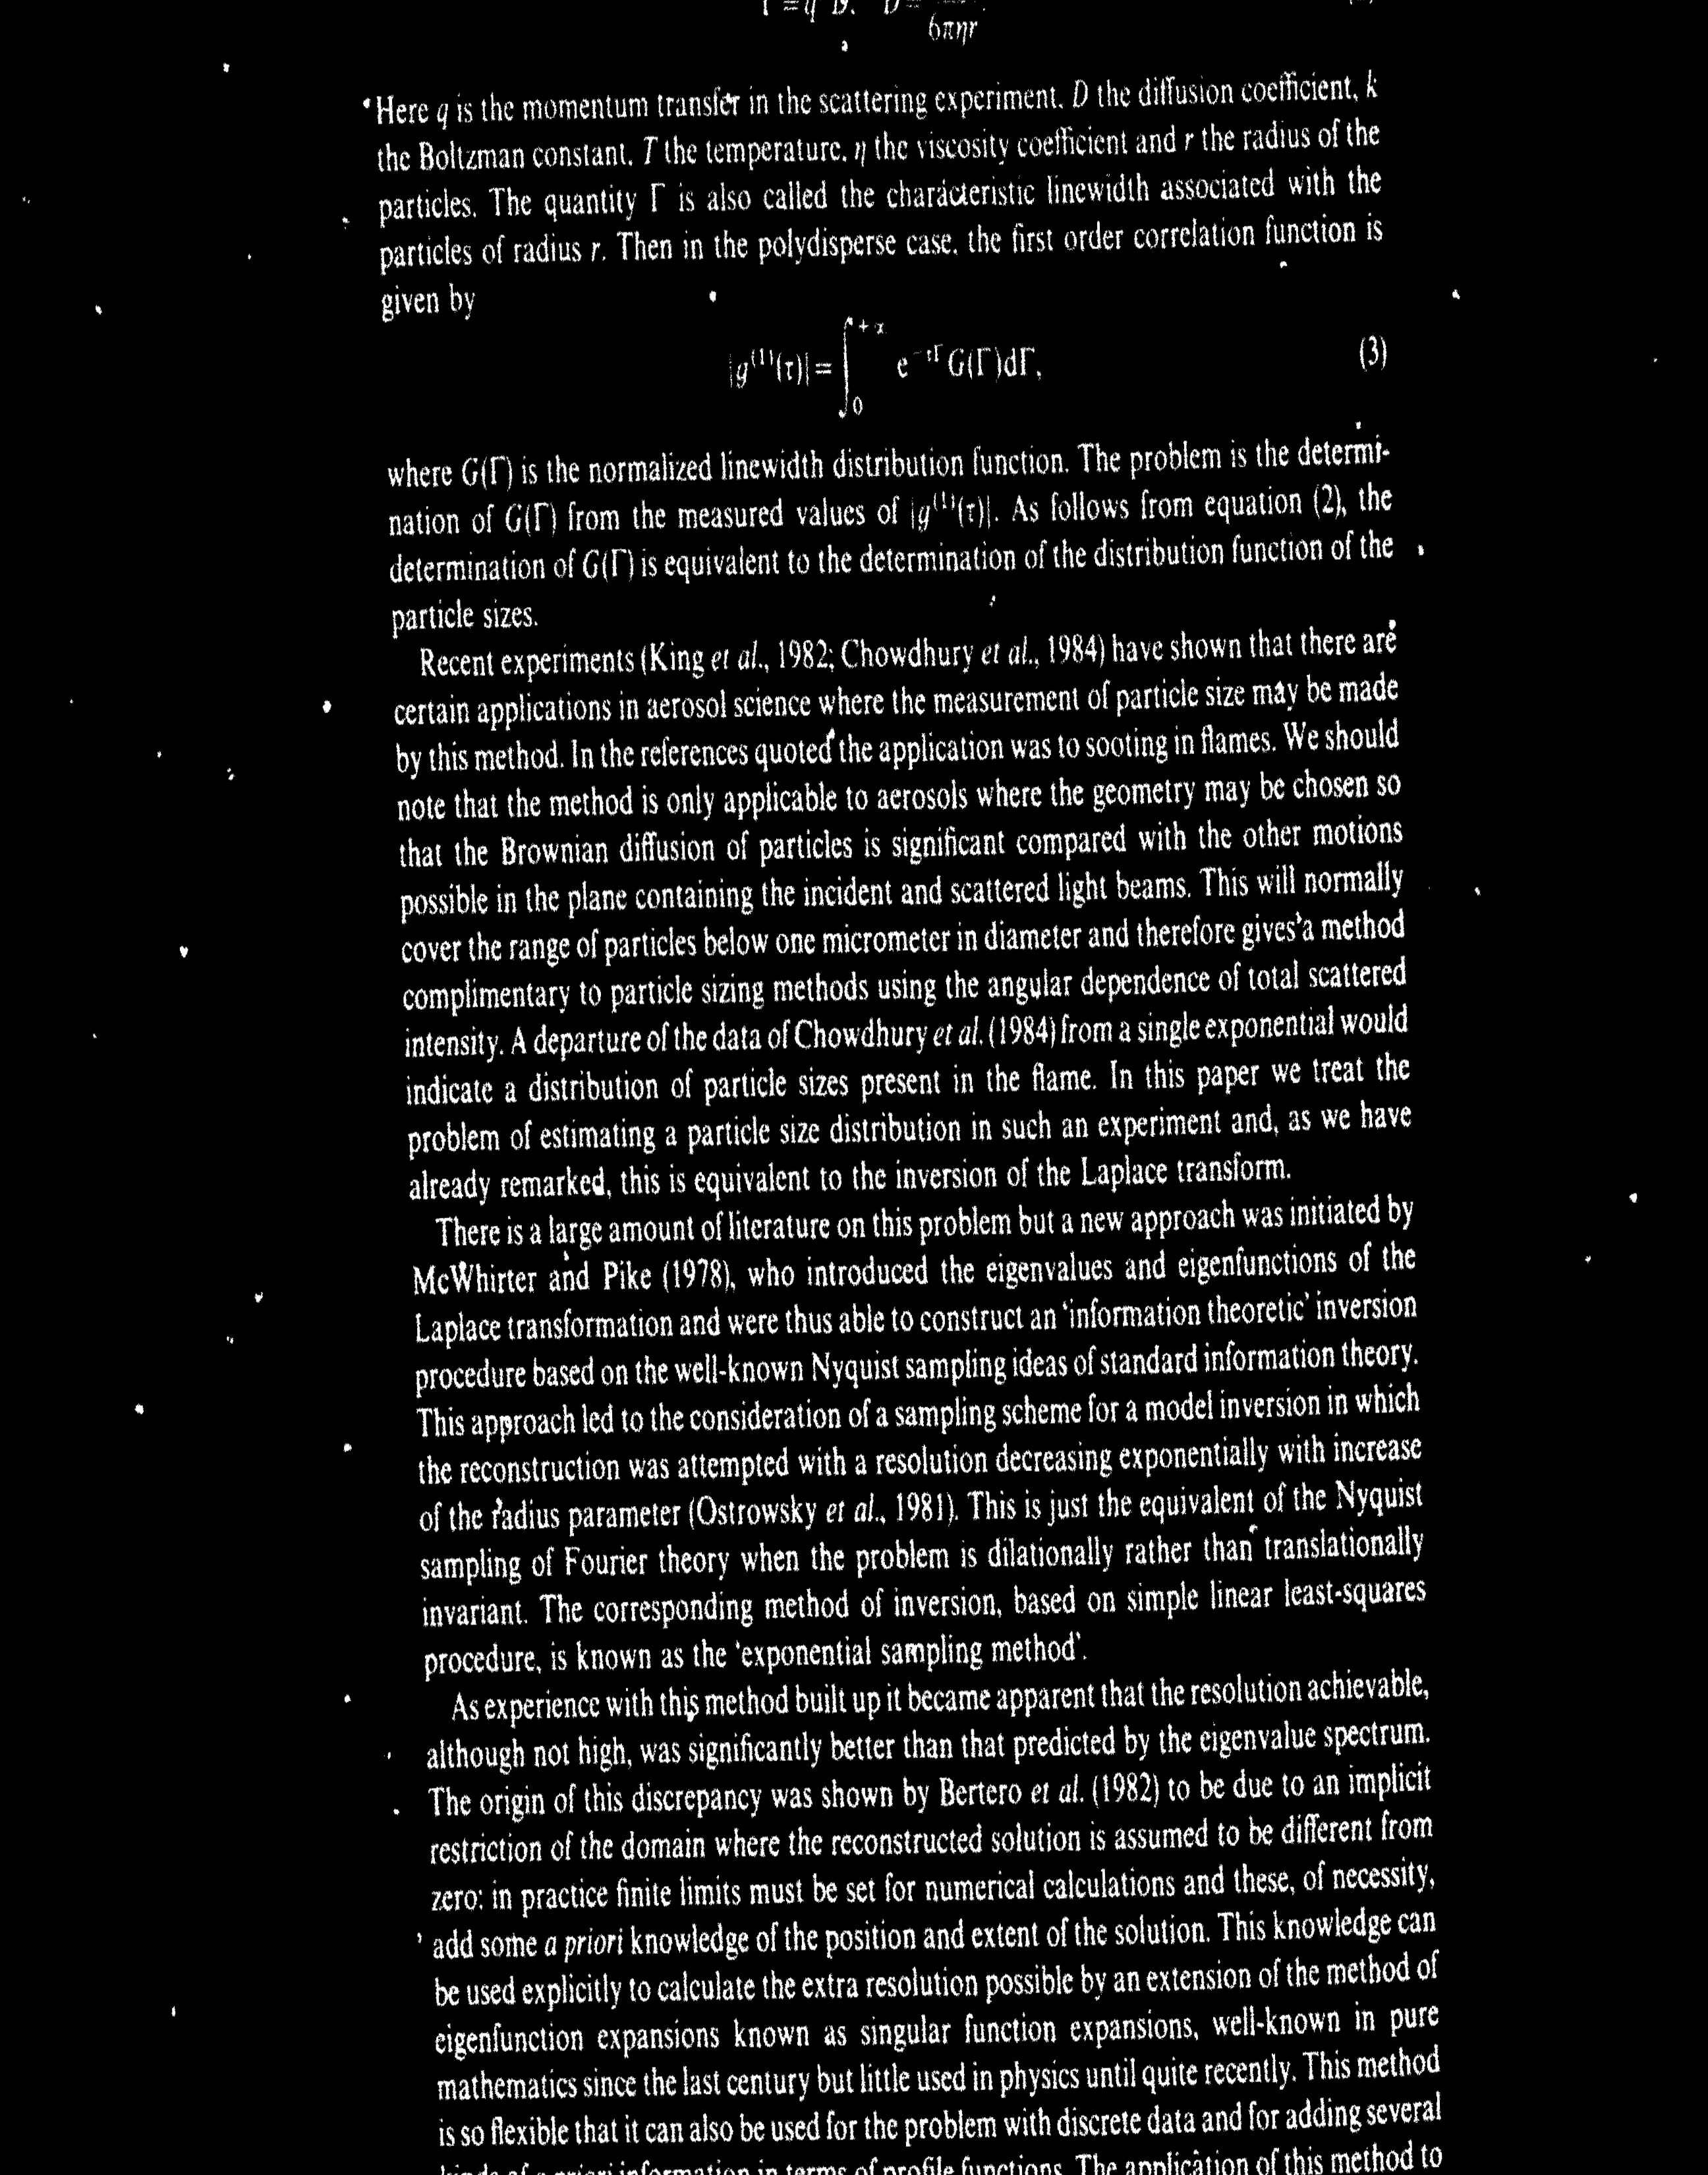 6πηr
Here q is the momentum transfer in the scattering experiment, D the diffusion coefficient, k
the Boltzman constant, T the temperature, η the viscosity coefficient and r the radius of the
particles. The quantity Γ is also called the characteristic linewidth associated with the
particles of radius r. Then in the polydisperse case, the first order correlation function is
given by
|g⁽¹⁾(τ)| = ∫₀^{+∞} e^{−τΓ} G(Γ)dΓ, (3)
where G(Γ) is the normalized linewidth distribution function. The problem is the determi-
nation of G(Γ) from the measured values of |g⁽¹⁾(τ)|. As follows from equation (2), the
determination of G(Γ) is equivalent to the determination of the distribution function of the
particle sizes.
Recent experiments (King et al., 1982; Chowdhury et al., 1984) have shown that there are
certain applications in aerosol science where the measurement of particle size may be made
by this method. In the references quoted the application was to sooting in flames. We should
note that the method is only applicable to aerosols where the geometry may be chosen so
that the Brownian diffusion of particles is significant compared with the other motions
possible in the plane containing the incident and scattered light beams. This will normally
cover the range of particles below one micrometer in diameter and therefore gives a method
complimentary to particle sizing methods using the angular dependence of total scattered
intensity. A departure of the data of Chowdhury et al. (1984) from a single exponential would
indicate a distribution of particle sizes present in the flame. In this paper we treat the
problem of estimating a particle size distribution in such an experiment and, as we have
already remarked, this is equivalent to the inversion of the Laplace transform.
There is a large amount of literature on this problem but a new approach was initiated by
McWhirter and Pike (1978), who introduced the eigenvalues and eigenfunctions of the
Laplace transformation and were thus able to construct an 'information theoretic' inversion
procedure based on the well-known Nyquist sampling ideas of standard information theory.
This approach led to the consideration of a sampling scheme for a model inversion in which
the reconstruction was attempted with a resolution decreasing exponentially with increase
of the radius parameter (Ostrowsky et al., 1981). This is just the equivalent of the Nyquist
sampling of Fourier theory when the problem is dilationally rather than translationally
invariant. The corresponding method of inversion, based on simple linear least-squares
procedure, is known as the 'exponential sampling method'.
As experience with this method built up it became apparent that the resolution achievable,
although not high, was significantly better than that predicted by the eigenvalue spectrum.
The origin of this discrepancy was shown by Bertero et al. (1982) to be due to an implicit
restriction of the domain where the reconstructed solution is assumed to be different from
zero: in practice finite limits must be set for numerical calculations and these, of necessity,
add some a priori knowledge of the position and extent of the solution. This knowledge can
be used explicitly to calculate the extra resolution possible by an extension of the method of
eigenfunction expansions known as singular function expansions, well-known in pure
mathematics since the last century but little used in physics until quite recently. This method
is so flexible that it can also be used for the problem with discrete data and for adding several
kinds of a priori information in terms of profile functions. The application of this method to